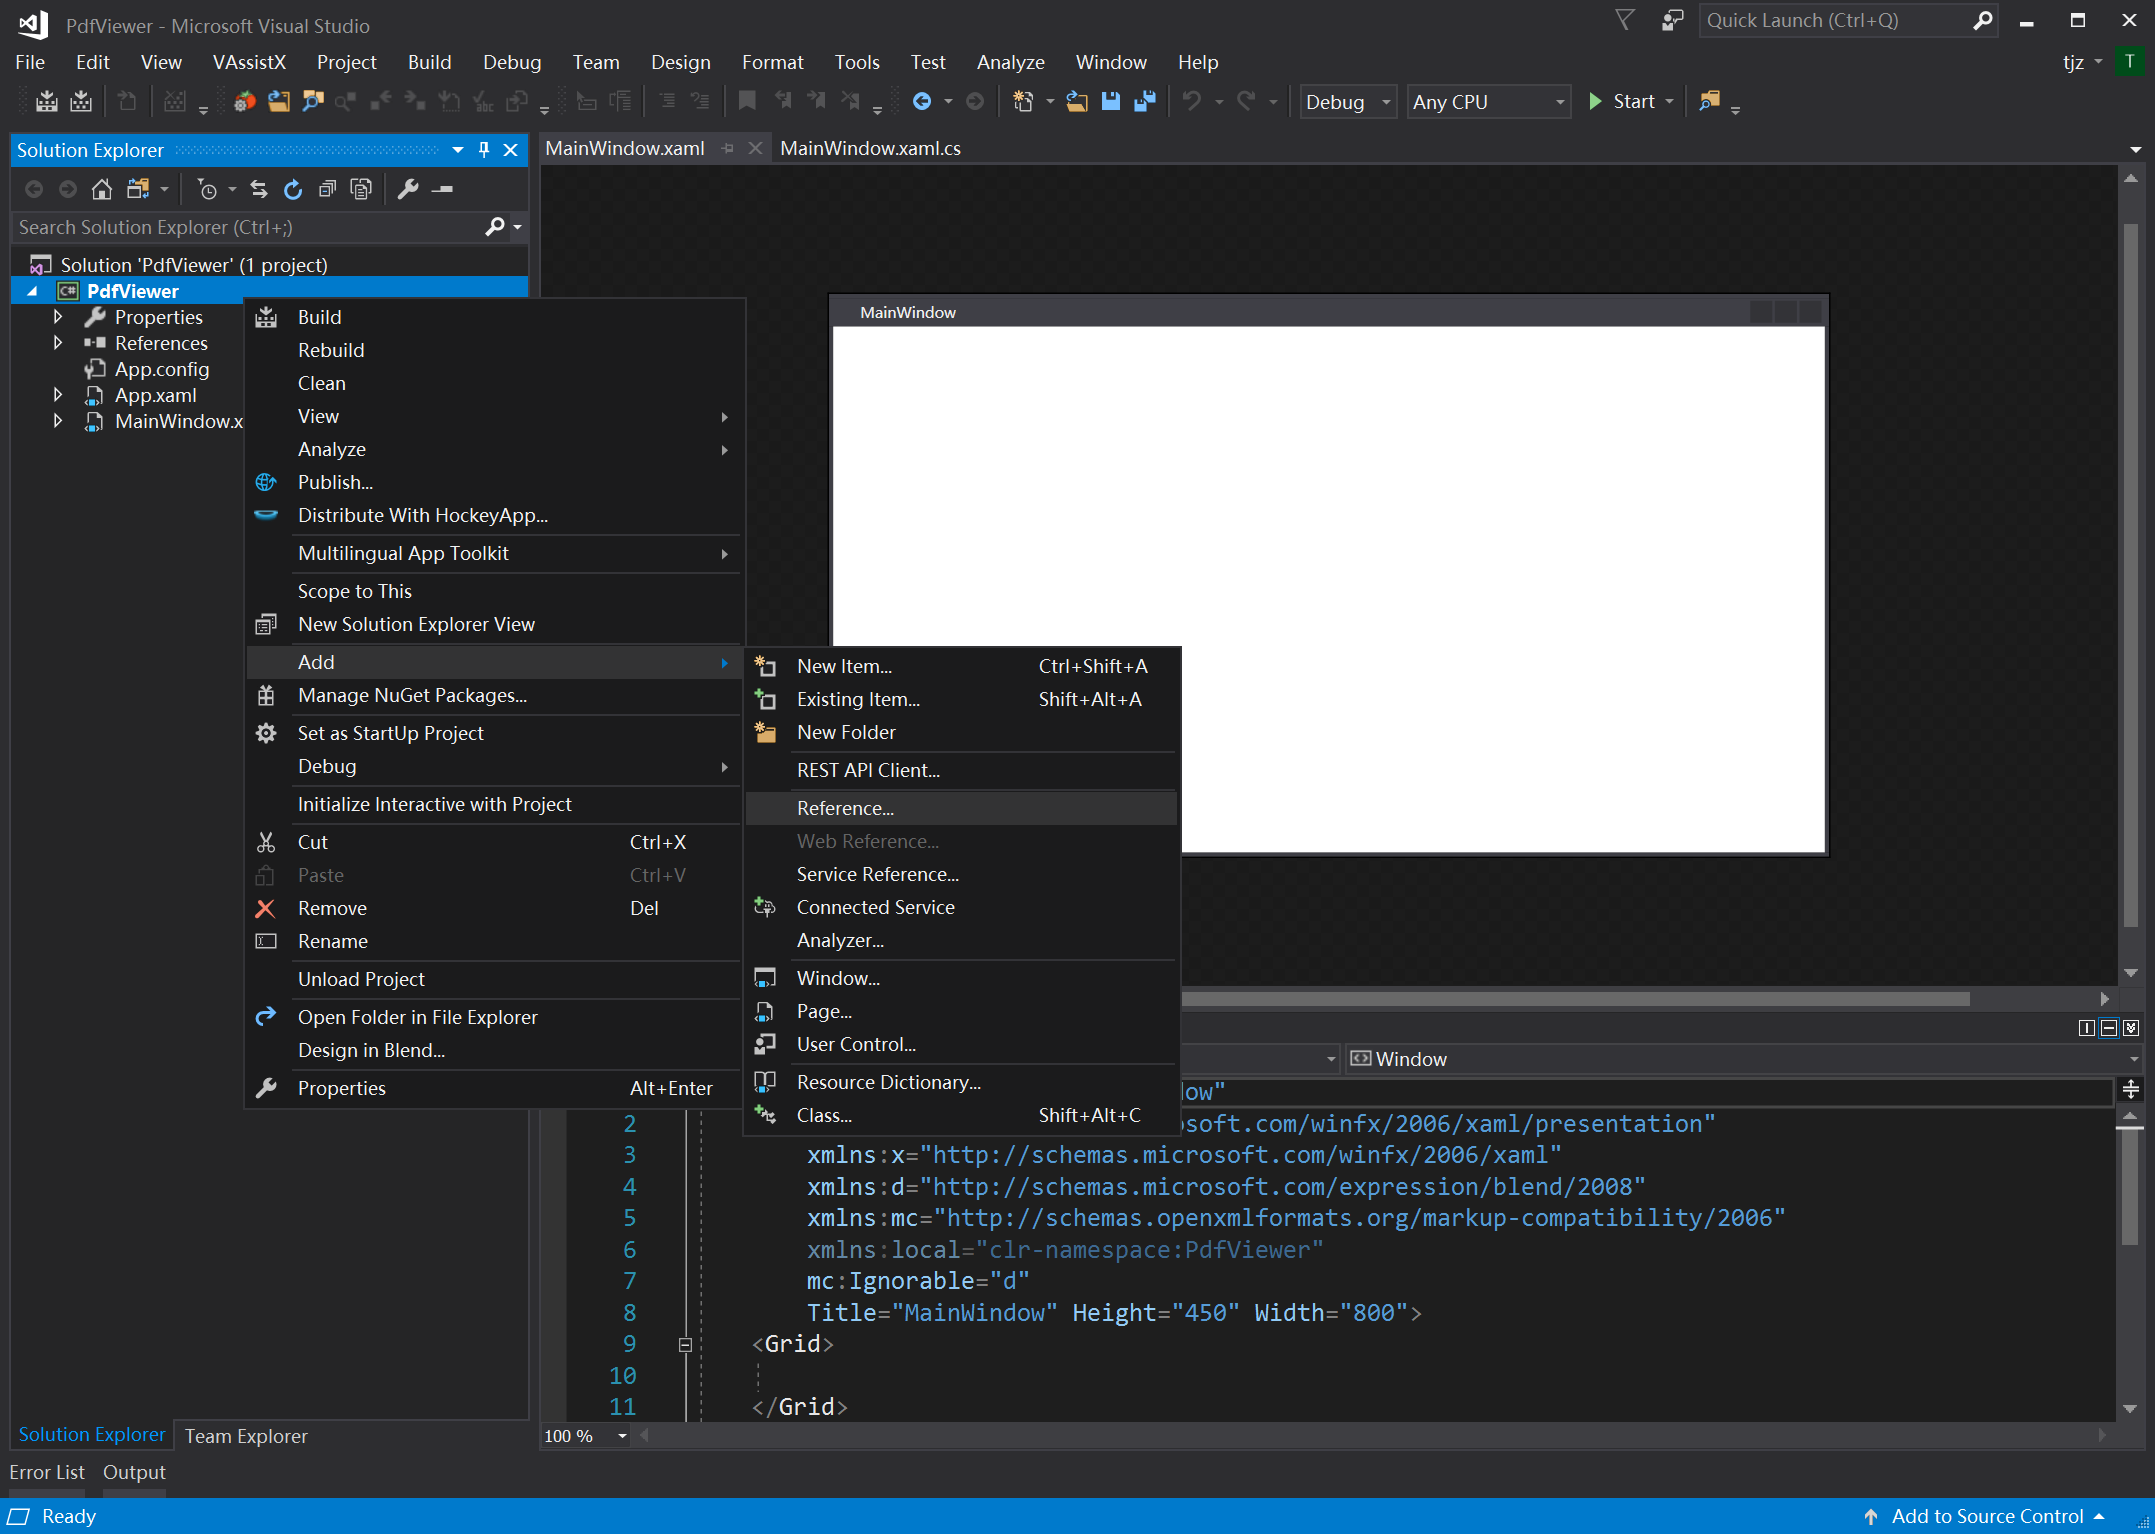 PdfViewer - Microsoft Visual Studio
Quick Launch (Ctrl+Q)
File Edit View VAssistX Project Build Debug Team Design Format Tools Test Analyze Window Help
tjz T
Debug Any CPU Start
Solution Explorer
MainWindow.xaml MainWindow.xaml.cs
Search Solution Explorer (Ctrl+;)
Solution 'PdfViewer' (1 project)
C# PdfViewer
Properties
References
App.config
App.xaml
MainWindow.x
Build
Rebuild
Clean
View
Analyze
Publish...
Distribute With HockeyApp...
Multilingual App Toolkit
Scope to This
New Solution Explorer View
Add
Manage NuGet Packages...
Set as StartUp Project
Debug
Initialize Interactive with Project
Cut Ctrl+X
Paste Ctrl+V
Remove Del
Rename
Unload Project
Open Folder in File Explorer
Design in Blend...
Properties Alt+Enter
New Item... Ctrl+Shift+A
Existing Item... Shift+Alt+A
New Folder
REST API Client...
Reference...
Web Reference...
Service Reference...
Connected Service
Analyzer...
Window...
Page...
User Control...
Resource Dictionary...
Class... Shift+Alt+C
MainWindow
Window
ow"
2 osoft.com/winfx/2006/xaml/presentation"
3 xmlns:x="http://schemas.microsoft.com/winfx/2006/xaml"
4 xmlns:d="http://schemas.microsoft.com/expression/blend/2008"
5 xmlns:mc="http://schemas.openxmlformats.org/markup-compatibility/2006"
6 xmlns:local="clr-namespace:PdfViewer"
7 mc:Ignorable="d"
8 Title="MainWindow" Height="450" Width="800">
9 <Grid>
10
11 </Grid>
100 %
Solution Explorer Team Explorer
Error List Output
Ready
Add to Source Control